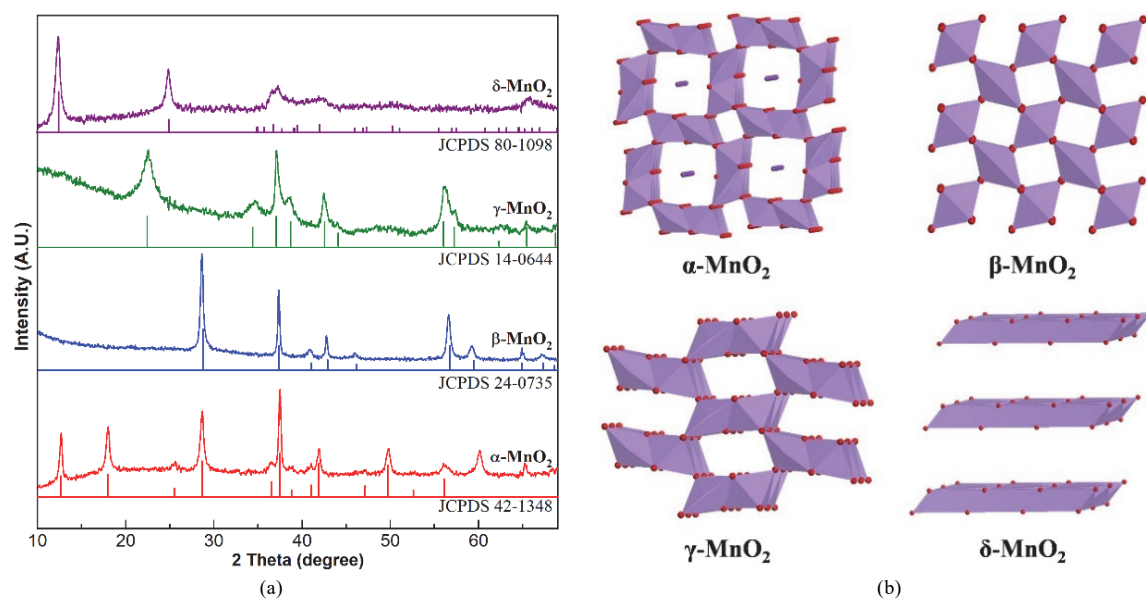 (a)
Intensity (A.U.)
δ-MnO₂
JCPDS 80-1098
γ-MnO₂
JCPDS 14-0644
β-MnO₂
JCPDS 24-0735
α-MnO₂
JCPDS 42-1348
10 20 30 40 50 60
2 Theta (degree)
(a)
(b)
α-MnO₂
β-MnO₂
γ-MnO₂
δ-MnO₂
(b)